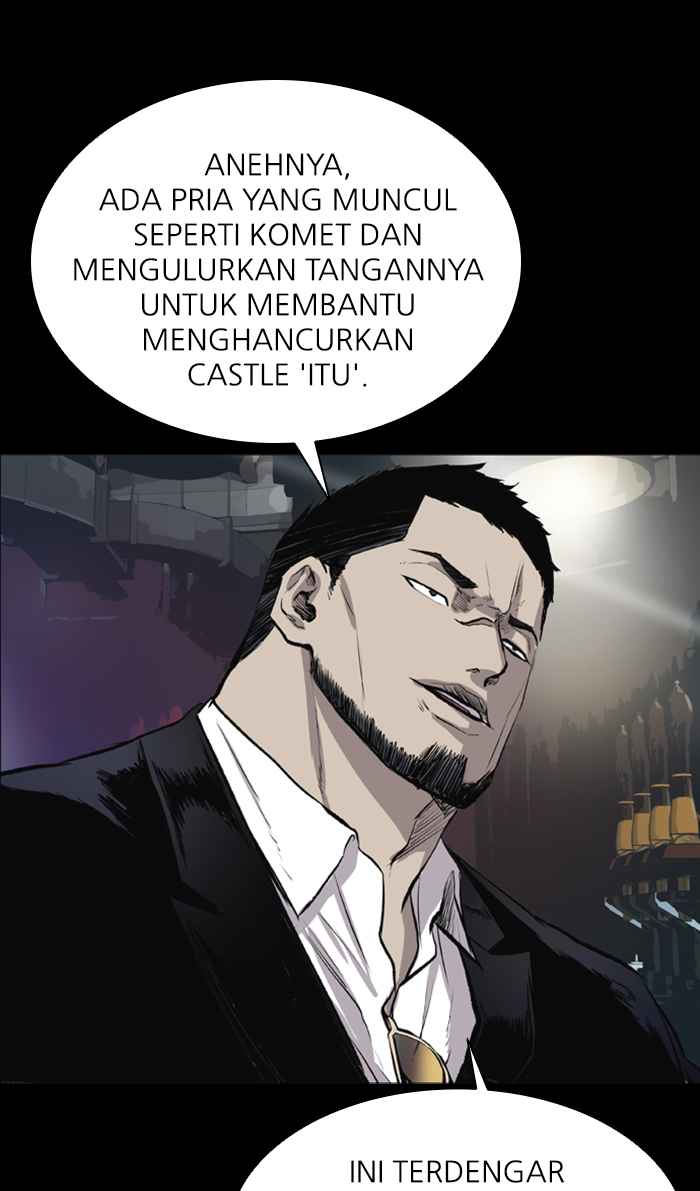 ANEHNYA,
ADA PRIA YANG MUNCUL
SEPERTI KOMET DAN
MENGULURKAN TANGANNYA
UNTUK MEMBANTU
MENGHANCURKAN
CASTLE 'ITU'.
INI TERDENGAR